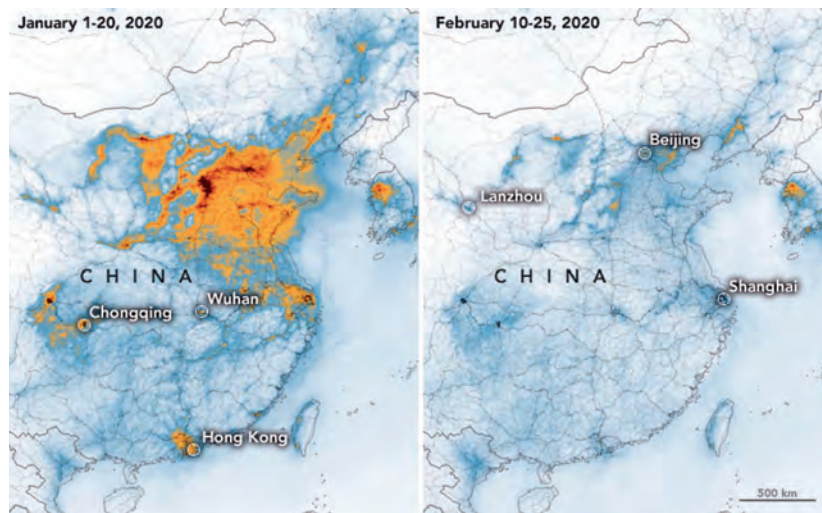 January 1-20, 2020
CHINA
Wuhan
Chongqing
Hong Kong
February 10-25, 2020
Beijing
Lanzhou
CHINA
Shanghai
500 km